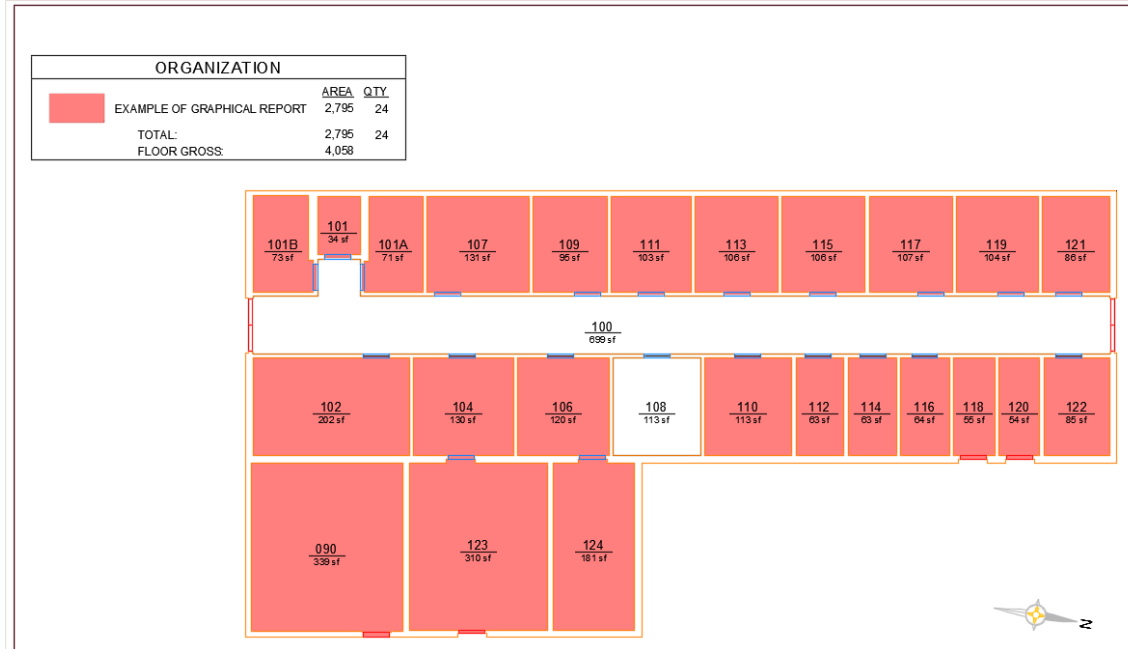 ORGANIZATION
AREA QTY
EXAMPLE OF GRAPHICAL REPORT 2,795 24
TOTAL: 2,795 24
FLOOR GROSS: 4,058
101B
73 sf
101
34 sf
101A
71 sf
107
131 sf
109
95 sf
111
103 sf
113
106 sf
115
106 sf
117
107 sf
119
104 sf
121
86 sf
100
699 sf
102
202 sf
104
130 sf
106
120 sf
108
113 sf
110
113 sf
112
63 sf
114
63 sf
116
64 sf
118
55 sf
120
54 sf
122
85 sf
090
339 sf
123
310 sf
124
181 sf
N